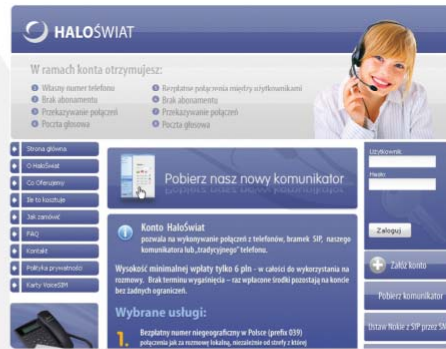 HALOŚWIAT
W ramach konta otrzymujesz:
Własny numer telefonu
Brak abonamentu
Przekazywanie połączeń
Poczta głosowa
Bezpłatne połączenia między użytkownikami
Brak abonamentu
Przekazywanie połączeń
Poczta głosowa
Strona główna
O HaloŚwiat
Co Oferujemy
Ile to kosztuje
Jak zamówić
FAQ
Kontakt
Polityka prywatności
Karty VoiceSIM
Pobierz nasz nowy komunikator
Konto HaloŚwiat
pozwala na wykonywanie połączeń z telefonów, bramek SIP, naszego
komunikatora lub „tradycyjnego" telefonu.
Wysokość minimalnej wpłaty tylko 6 pln - w całości do wykorzystania na
rozmowy. Brak terminu wygaśnięcia – raz wpłacone środki pozostają na koncie
bez żadnych ograniczeń.
Wybrane usługi:
1.
Bezpłatny numer niegeograficzny w Polsce (prefix 039)
połączenia jak za rozmowę lokalną, niezależnie od strefy z której
Użytkownik
Hasło
Zaloguj
Załóż konto
Pobierz komunikator
Ustaw Nokie z SIP przez SM